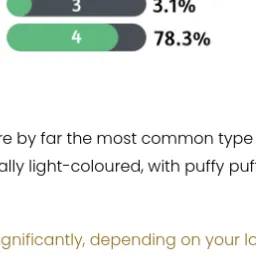 3 3.1%
4 78.3%
re by far the most common type
ally light-coloured, with puffy puf
gnificantly, depending on your lo